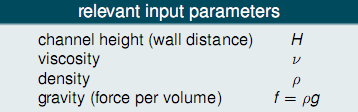 relevant input parameters
channel height (wall distance) H
viscosity ν
density ρ
gravity (force per volume) f = ρg